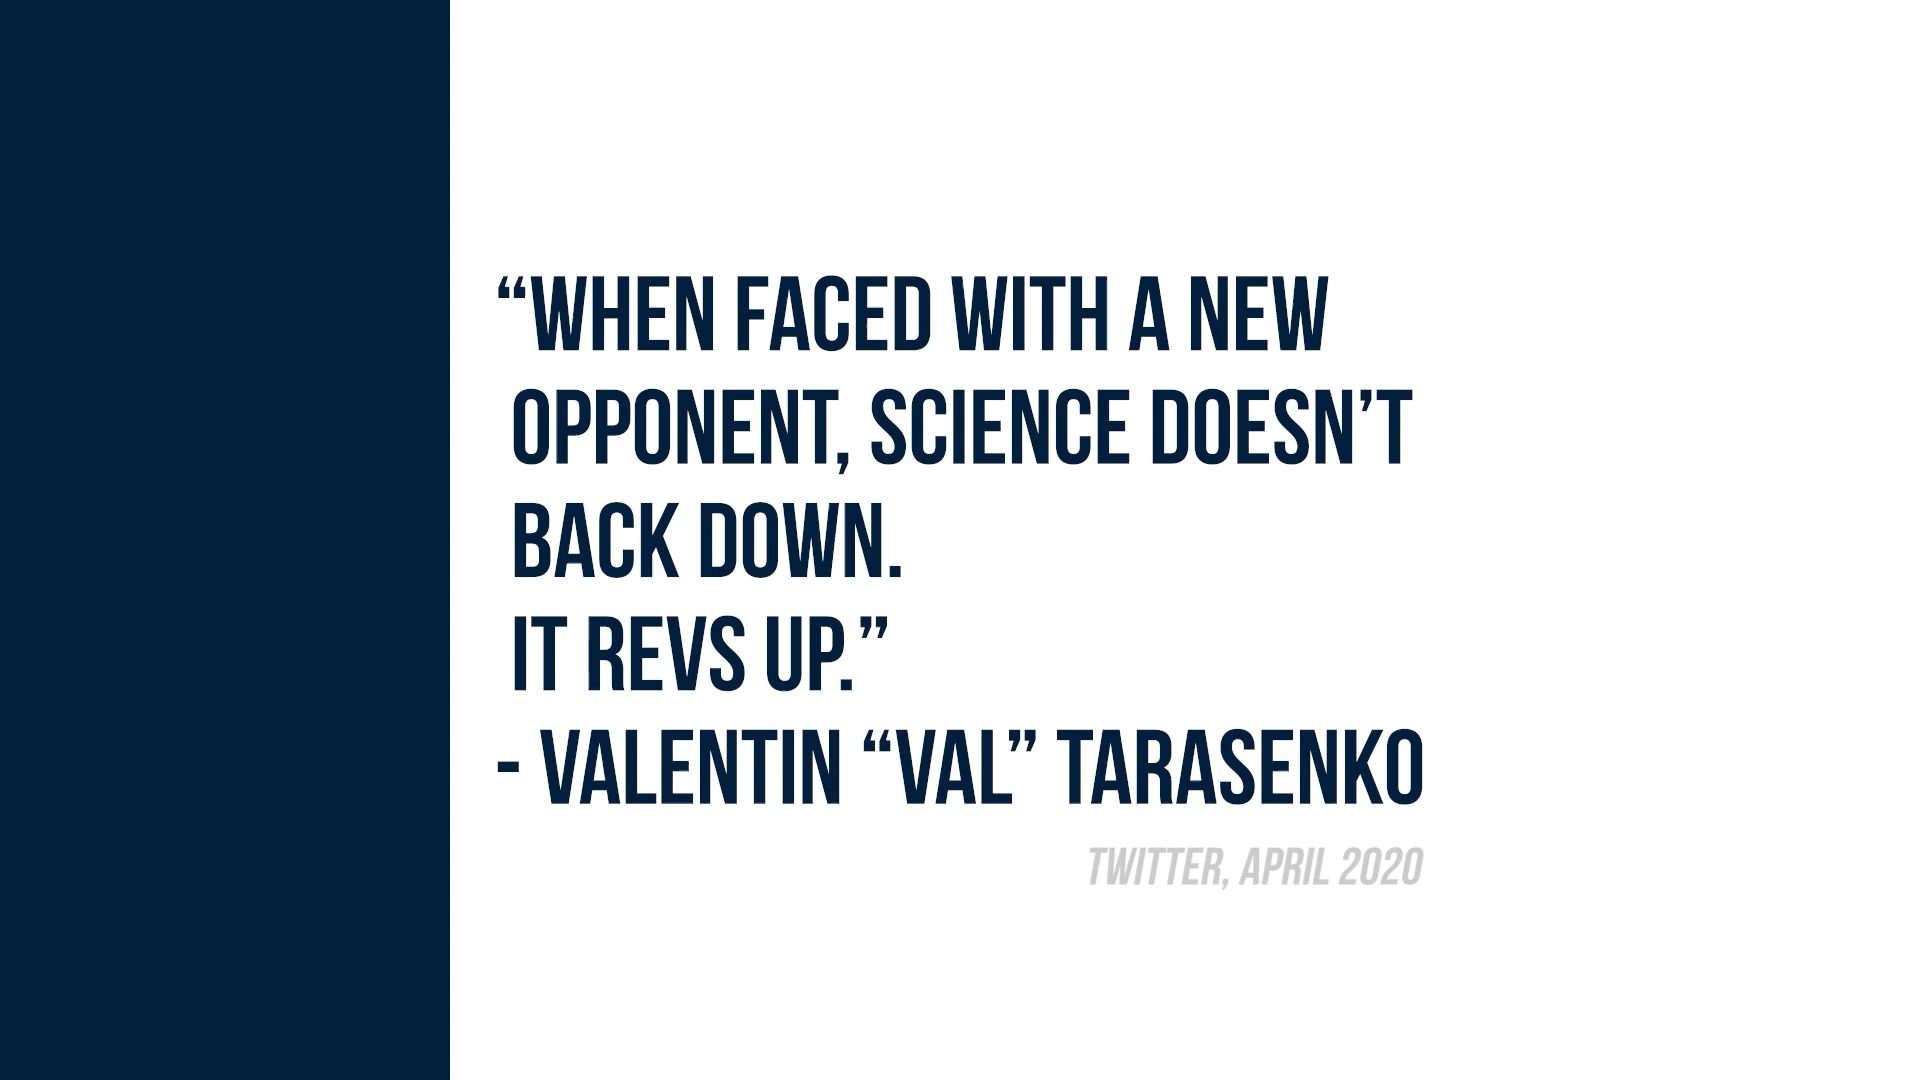 “WHEN FACED WITH A NEW
OPPONENT, SCIENCE DOESN’T
BACK DOWN.
IT REVS UP.”
- VALENTIN “VAL” TARASENKO
TWITTER, APRIL 2020